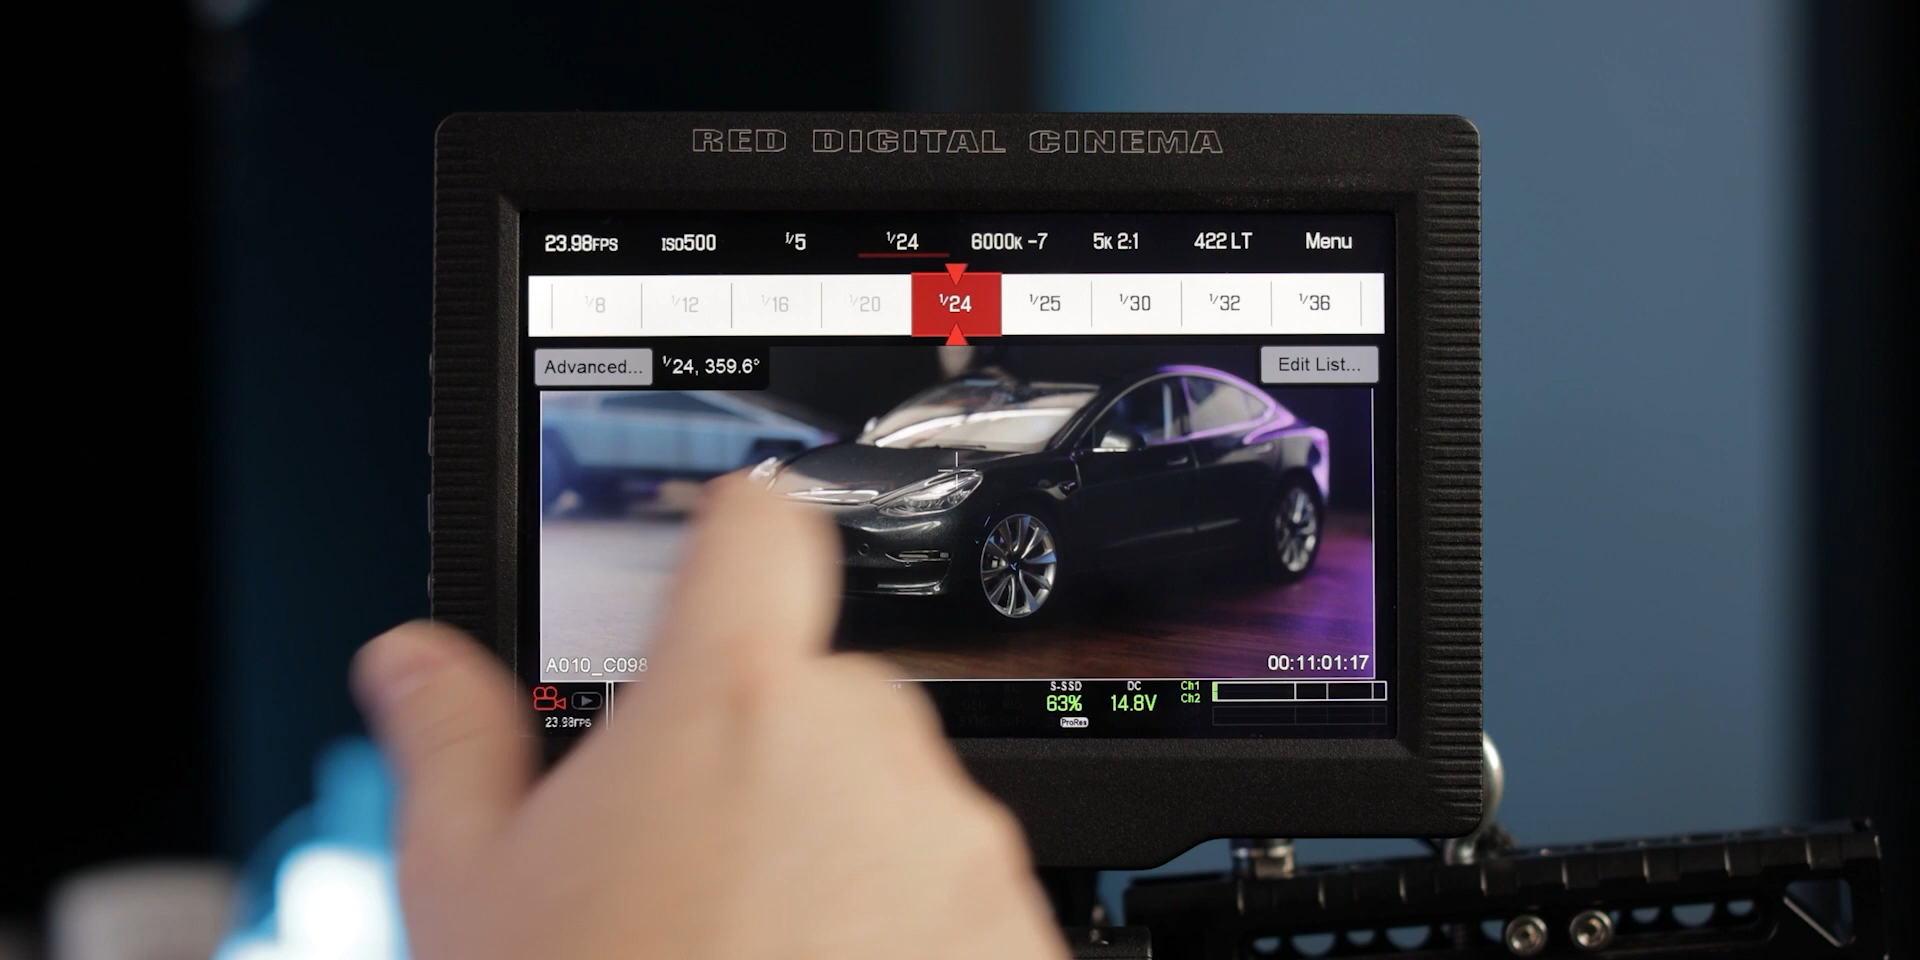 RED DIGITAL CINEMA
23.98FPS ISO500 f/5 1/24 6000K -7 5K 2:1 422 LT Menu
1/8 1/12 1/16 1/20 1/24 1/25 1/30 1/32 1/36
Advanced... 1/24, 359.6° Edit List...
A010_C098 00:11:01:17
S-SSD DC Ch1
63% 14.8V Ch2
23.98FPS ProRes